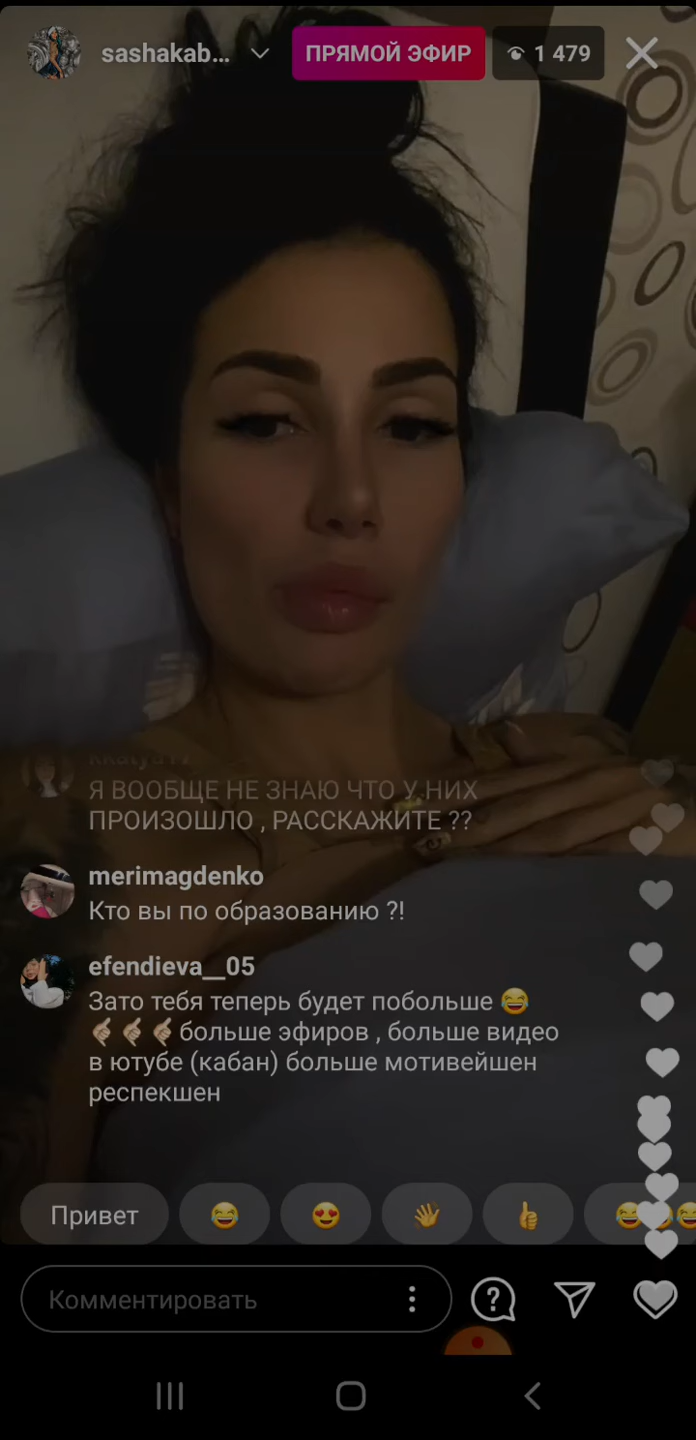 sashakab...
ПРЯМОЙ ЭФИР
1 479
kkatya17
Я ВООБЩЕ НЕ ЗНАЮ ЧТО У НИХ
ПРОИЗОШЛО , РАССКАЖИТЕ ??
merimagdenko
Кто вы по образованию ?!
efendieva__05
Зато тебя теперь будет побольше 😂
🤙🏻🤙🏻🤙🏻больше эфиров , больше видео
в ютубе (кабан) больше мотивейшен
респекшен
Привет
Комментировать